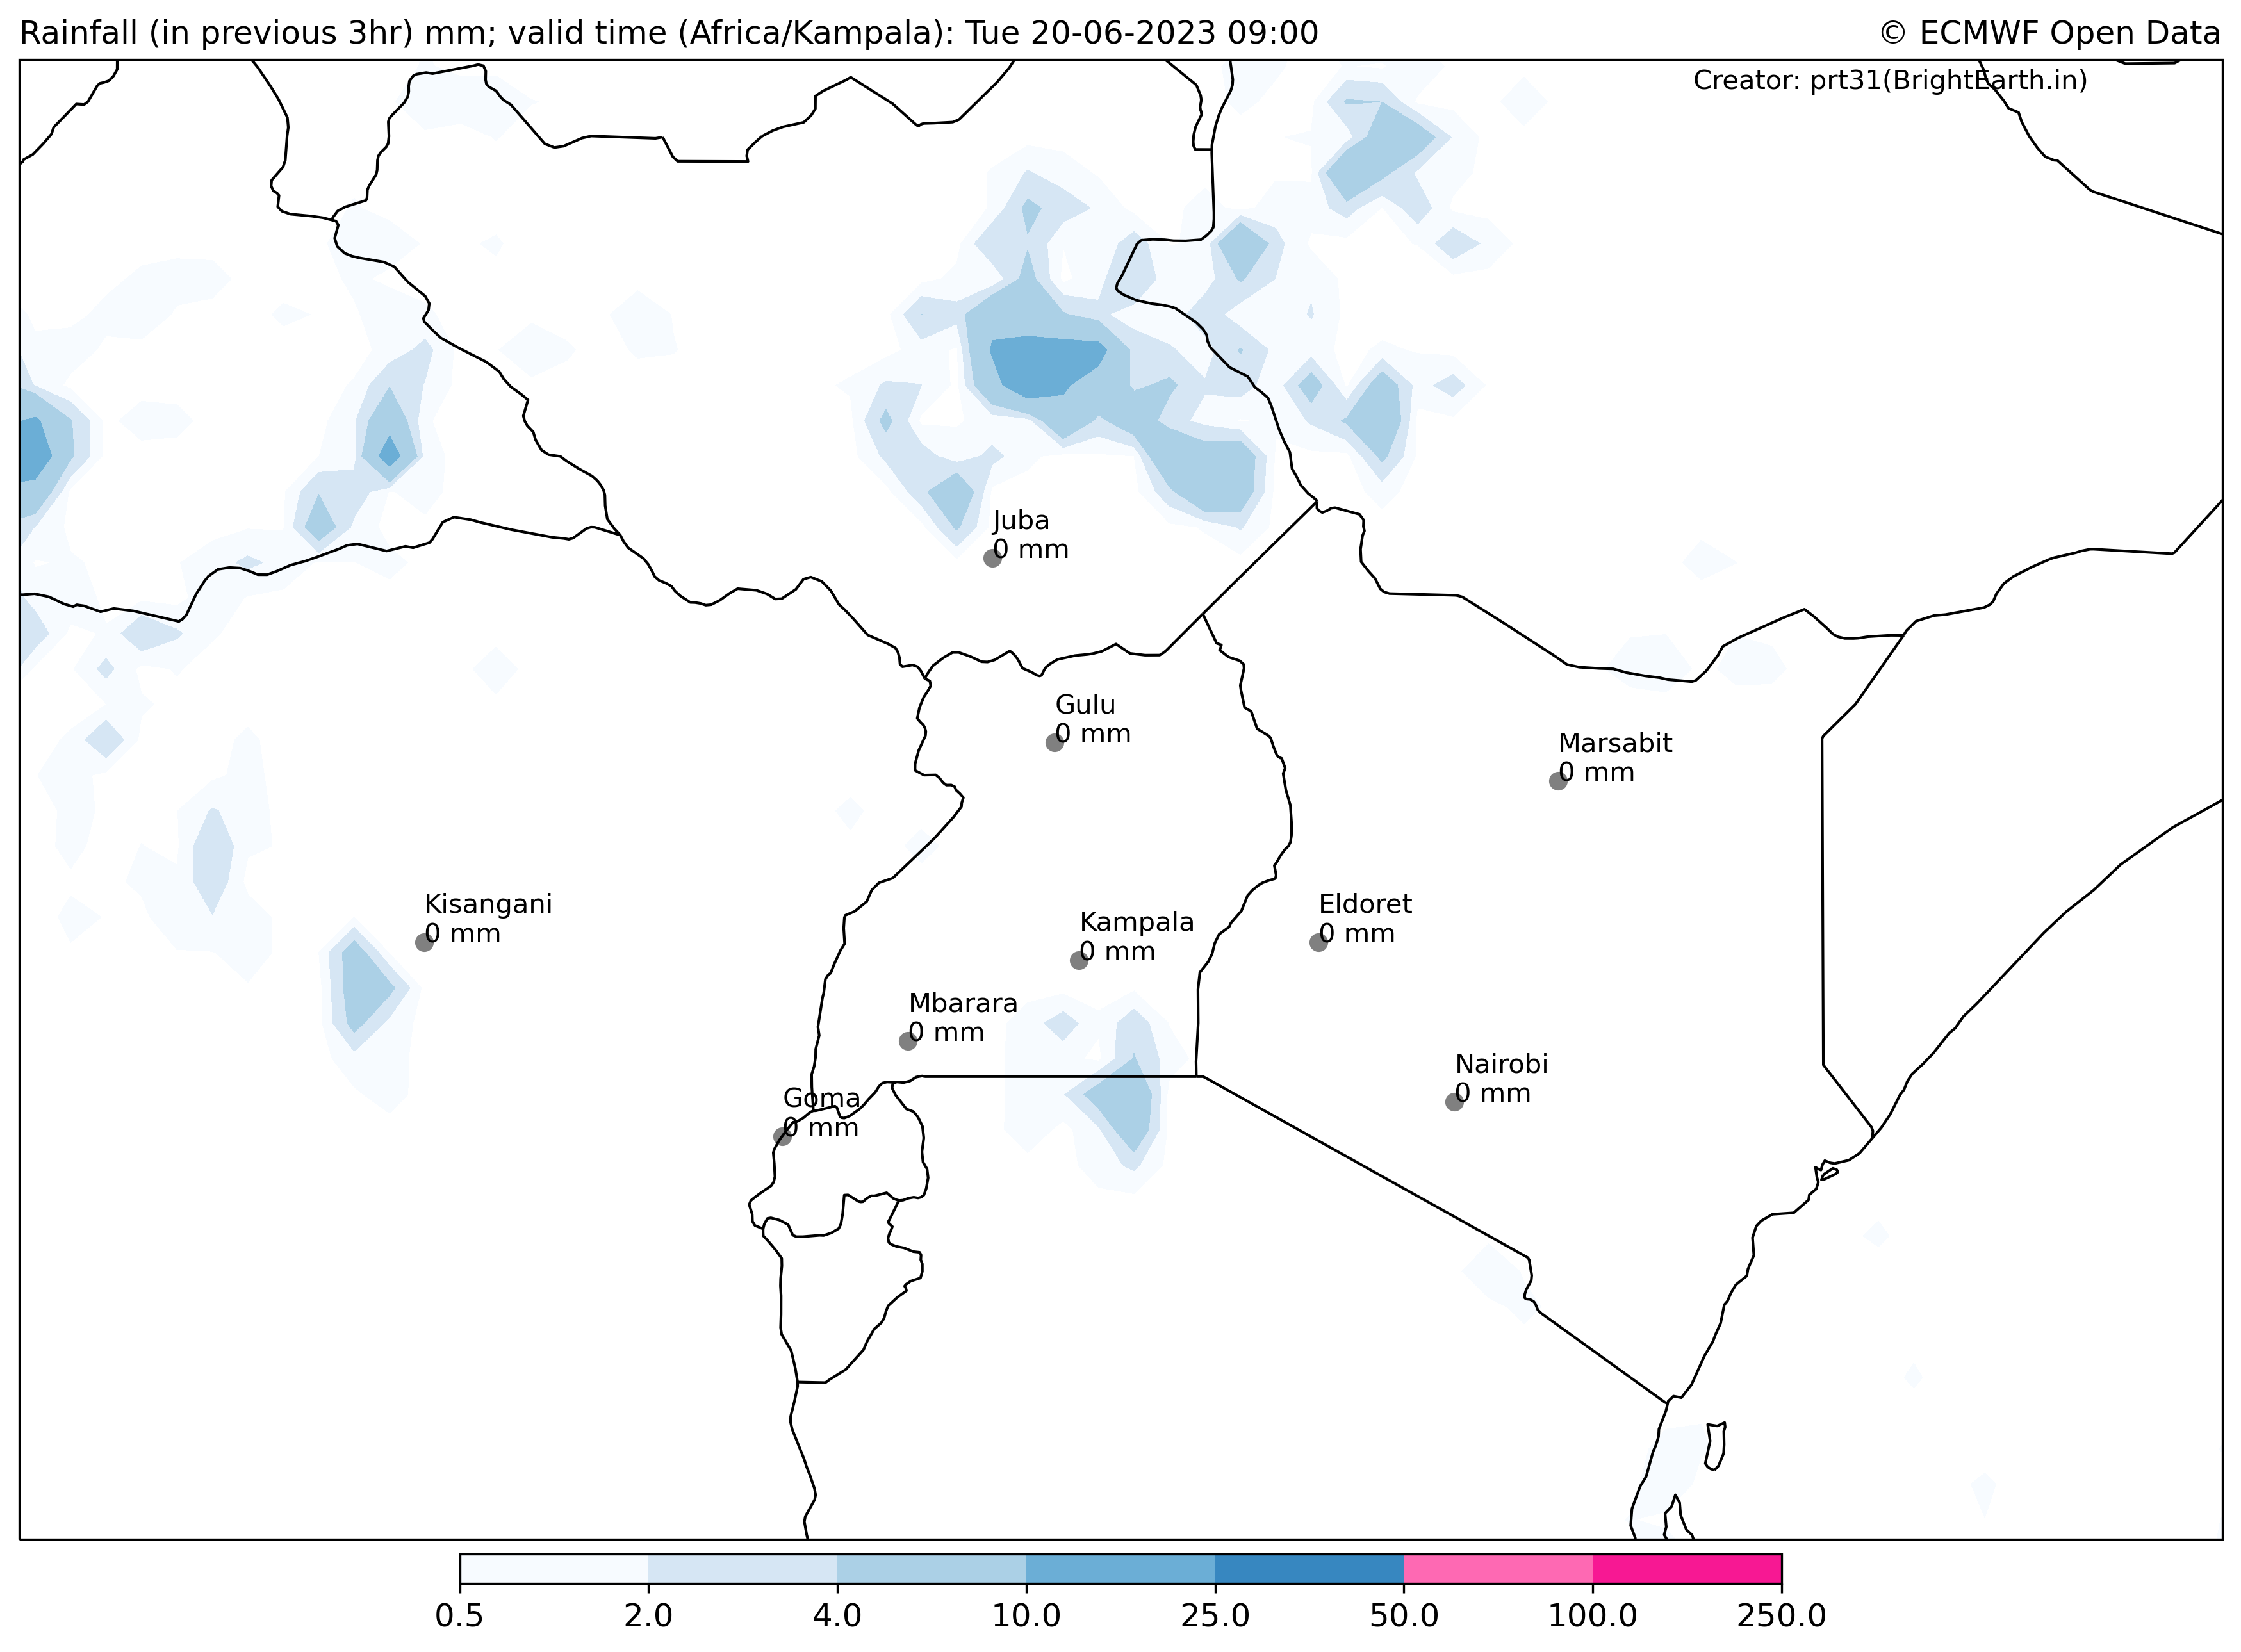 Rainfall (in previous 3hr) mm; valid time (Africa/Kampala): Tue 20-06-2023 09:00
© ECMWF Open Data
Creator: prt31(BrightEarth.in)
Juba
0 mm
Gulu
0 mm
Marsabit
0 mm
Kisangani
0 mm
Kampala
0 mm
Eldoret
0 mm
Mbarara
0 mm
Nairobi
0 mm
Goma
0 mm
0.5 2.0 4.0 10.0 25.0 50.0 100.0 250.0